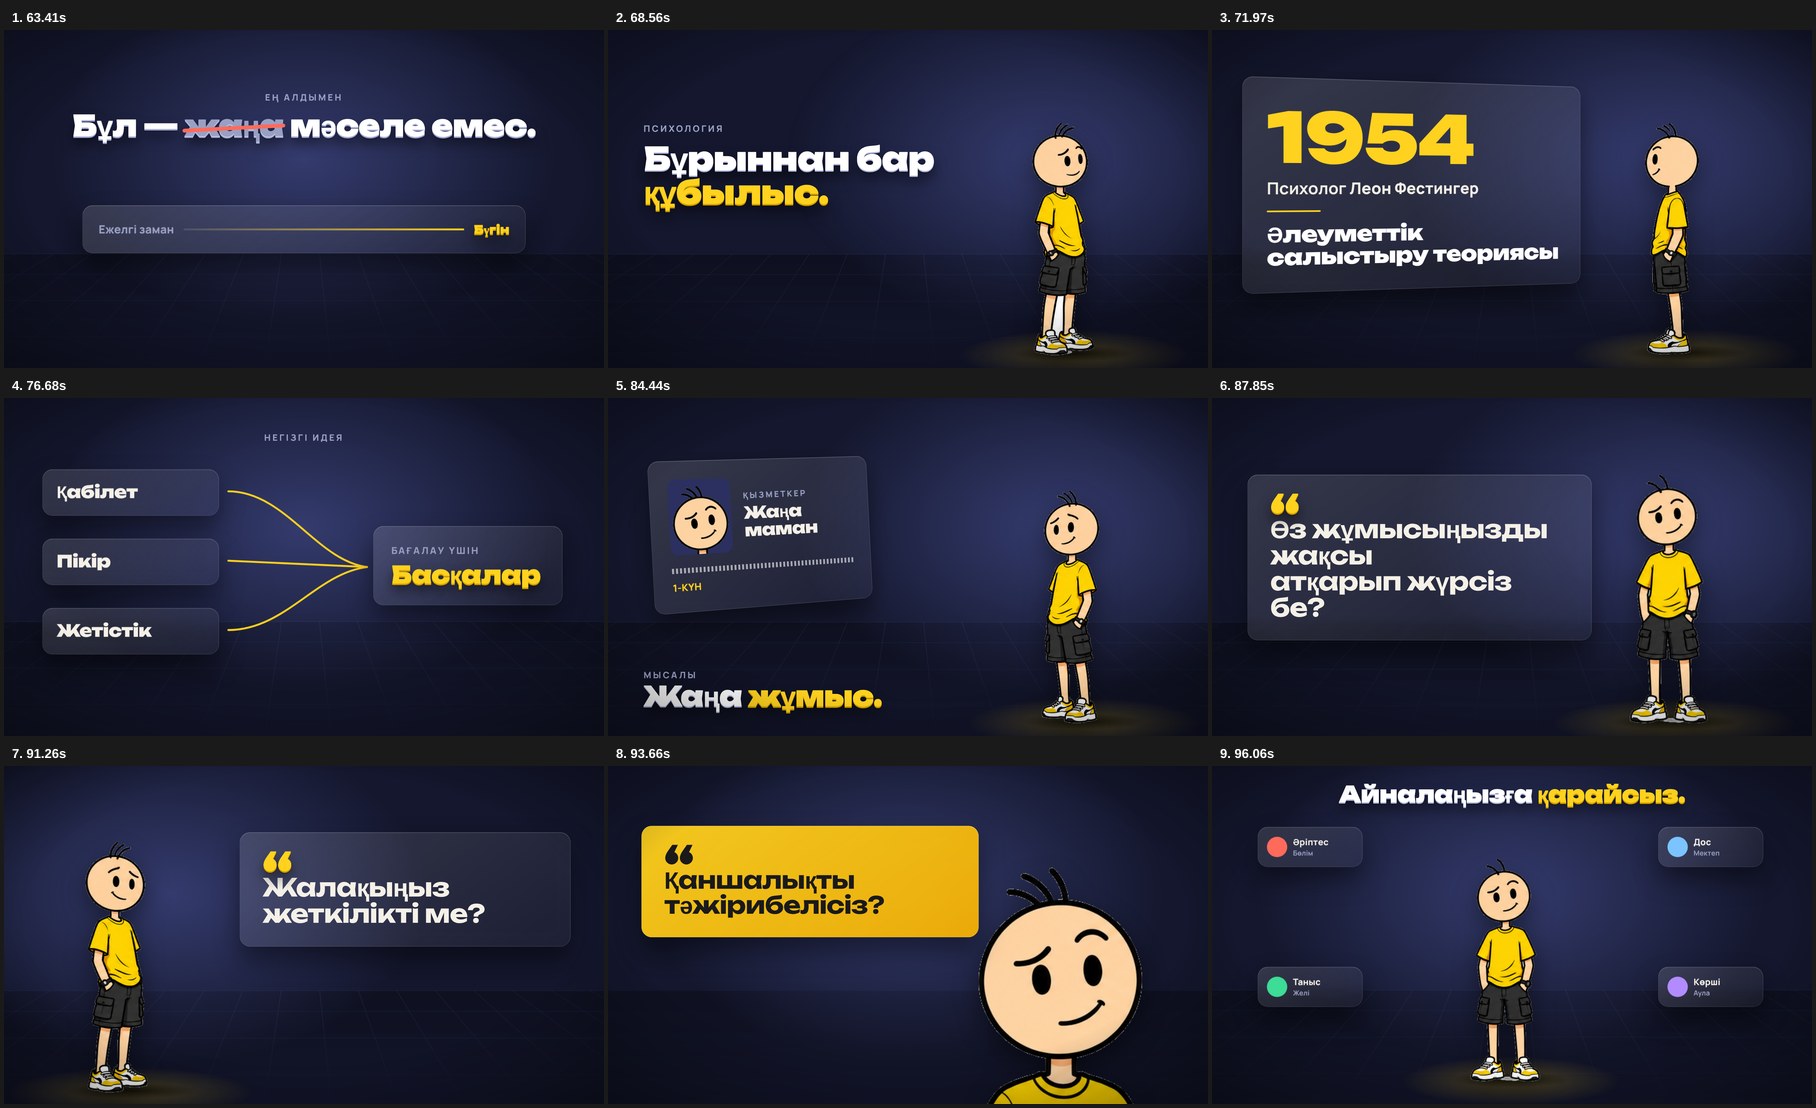 1. 63.41s
ЕҢ АЛДЫМЕН
Бұл — жаңа мәселе емес.
Ежелгі заман
Бүгін
2. 68.56s
ПСИХОЛОГИЯ
Бұрыннан бар
құбылыс.
3. 71.97s
1954
Психолог Леон Фестингер
Әлеуметтік
салыстыру теориясы
4. 76.68s
НЕГІЗГІ ИДЕЯ
Қабілет
Пікір
Жетістік
БАҒАЛАУ ҮШІН
Басқалар
5. 84.44s
ҚЫЗМЕТКЕР
Жаңа
маман
1-КҮН
МЫСАЛЫ
Жаңа жұмыс.
6. 87.85s
“
Өз жұмысыңызды
жақсы
атқарып жүрсіз
бе?
7. 91.26s
“
Жалақыңыз
жеткілікті ме?
8. 93.66s
“
Қаншалықты
тәжірибелісіз?
9. 96.06s
Айналаңызға қарайсыз.
Әріптес
Бөлім
Дос
Мектеп
Таныс
Желі
Көрші
Аула